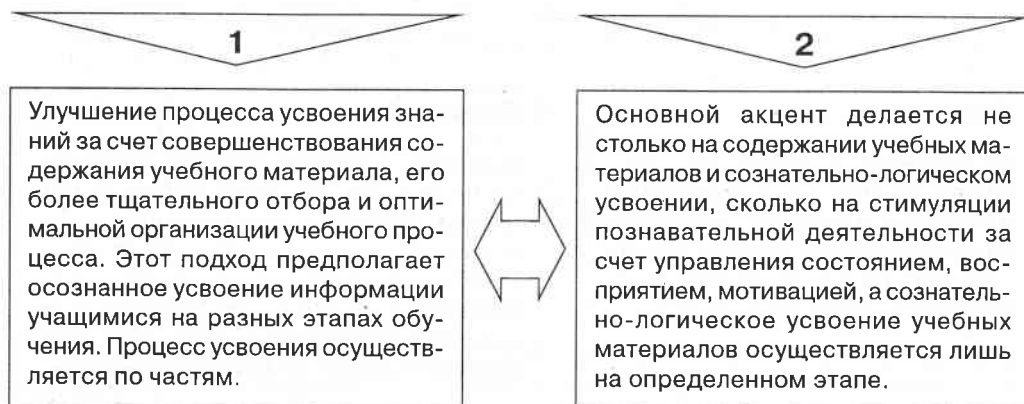 1
Улучшение процесса усвоения зна-
ний за счет совершенствования со-
держания учебного материала, его
более тщательного отбора и опти-
мальной организации учебного про-
цесса. Этот подход предполагает
осознанное усвоение информации
учащимися на разных этапах обу-
чения. Процесс усвоения осуществ-
ляется по частям.
2
Основной акцент делается не
столько на содержании учебных ма-
териалов и сознательно-логическом
усвоении, сколько на стимуляции
познавательной деятельности за
счет управления состоянием, вос-
приятием, мотивацией, а сознатель-
но-логическое усвоение учебных
материалов осуществляется лишь
на определенном этапе.